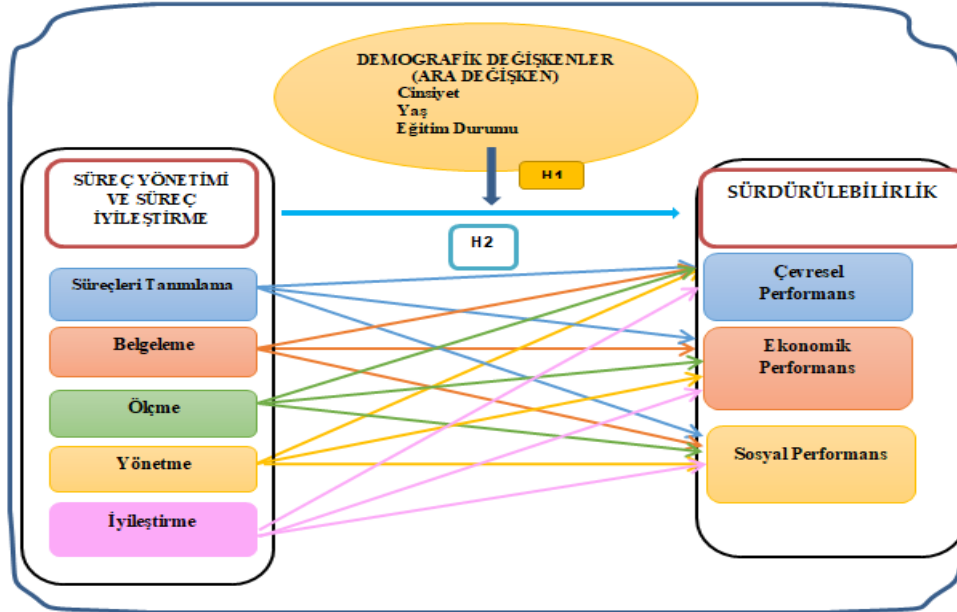 DEMOGRAFİK DEĞİŞKENLER
(ARA DEĞİŞKEN)
Cinsiyet
Yaş
Eğitim Durumu
H1
SÜREÇ YÖNETİMİ
VE SÜREÇ
İYİLEŞTİRME
SÜRDÜRÜLEBİLİRLİK
H2
Süreçleri Tanımlama
Belgeleme
Ölçme
Yönetme
İyileştirme
Çevresel
Performans
Ekonomik
Performans
Sosyal Performans